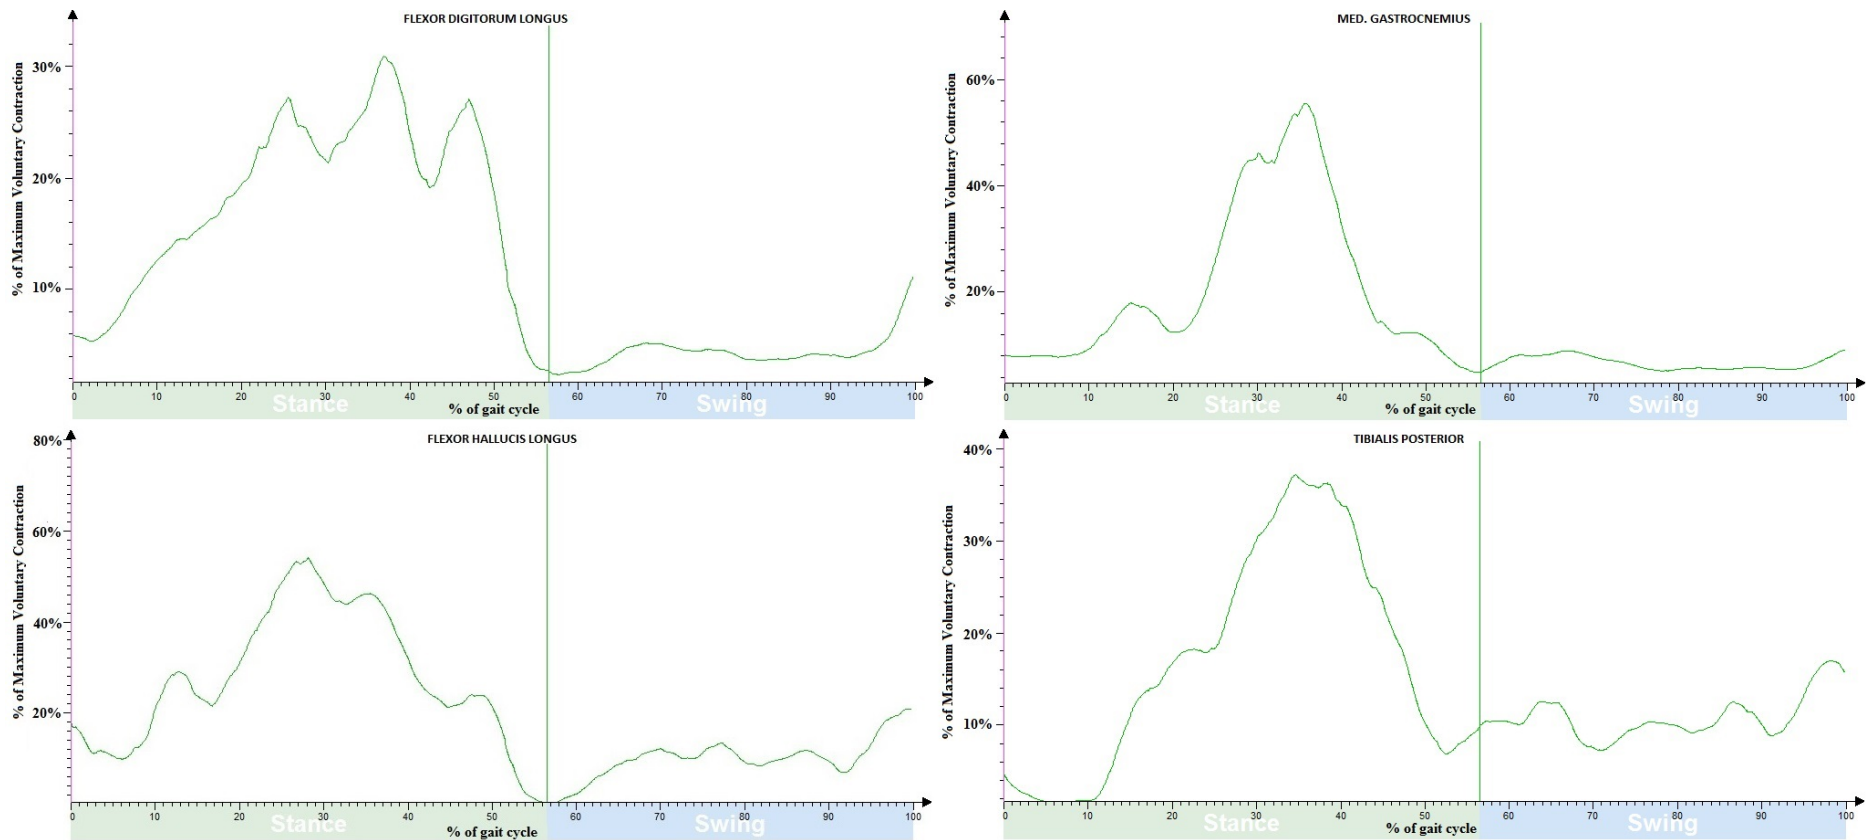 FLEXOR DIGITORUM LONGUS
% of Maximum Voluntary Contraction
30%
20%
10%
0 10 20 30 40 50 60 70 80 90 100
Stance % of gait cycle Swing
MED. GASTROCNEMIUS
% of Maximum Voluntary Contraction
60%
40%
20%
0 10 20 30 40 50 60 70 80 90 100
Stance % of gait cycle Swing
FLEXOR HALLUCIS LONGUS
% of Maximum Voluntary Contraction
80%
60%
40%
20%
0 10 20 30 40 50 60 70 80 90 100
Stance % of gait cycle Swing
TIBIALIS POSTERIOR
% of Maximum Voluntary Contraction
40%
30%
20%
10%
0 10 20 30 40 50 60 70 80 90 100
Stance % of gait cycle Swing